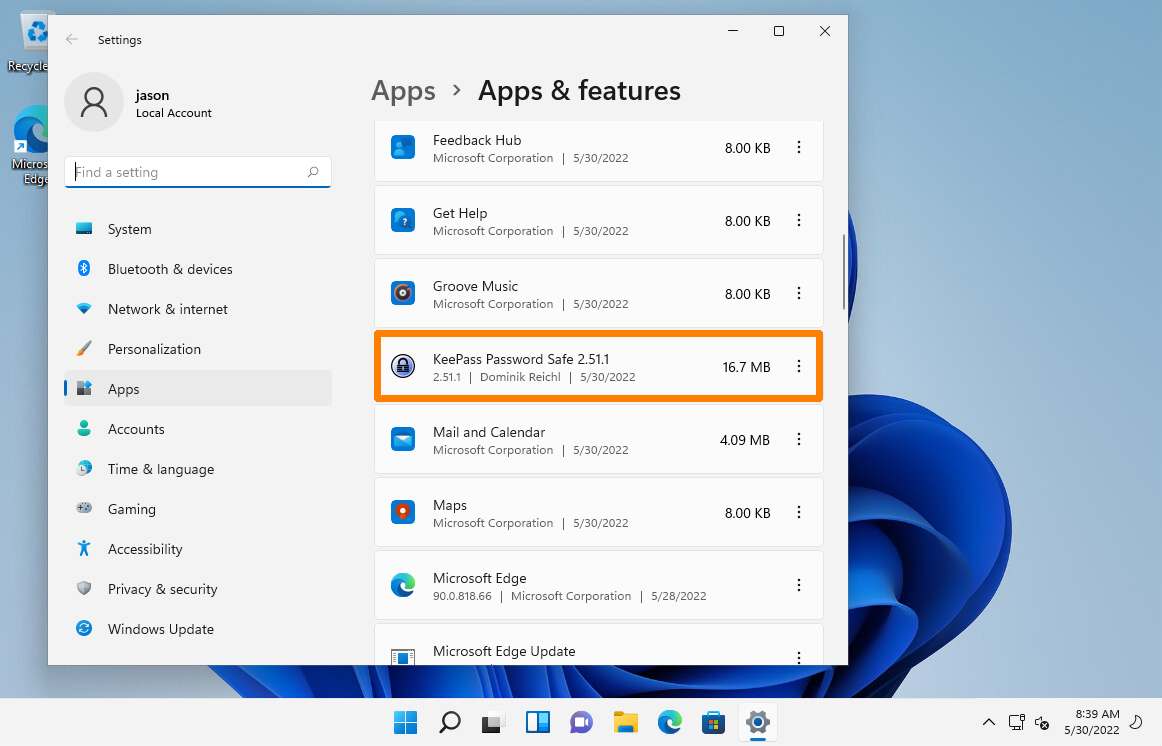 Recycle
Micros
Edge
Settings
jason
Local Account
Find a setting
System
Bluetooth & devices
Network & internet
Personalization
Apps
Accounts
Time & language
Gaming
Accessibility
Privacy & security
Windows Update
Apps › Apps & features
Feedback Hub
Microsoft Corporation | 5/30/2022
8.00 KB
Get Help
Microsoft Corporation | 5/30/2022
8.00 KB
Groove Music
Microsoft Corporation | 5/30/2022
8.00 KB
KeePass Password Safe 2.51.1
2.51.1 | Dominik Reichl | 5/30/2022
16.7 MB
Mail and Calendar
Microsoft Corporation | 5/30/2022
4.09 MB
Maps
Microsoft Corporation | 5/30/2022
8.00 KB
Microsoft Edge
90.0.818.66 | Microsoft Corporation | 5/28/2022
Microsoft Edge Update
8:39 AM
5/30/2022